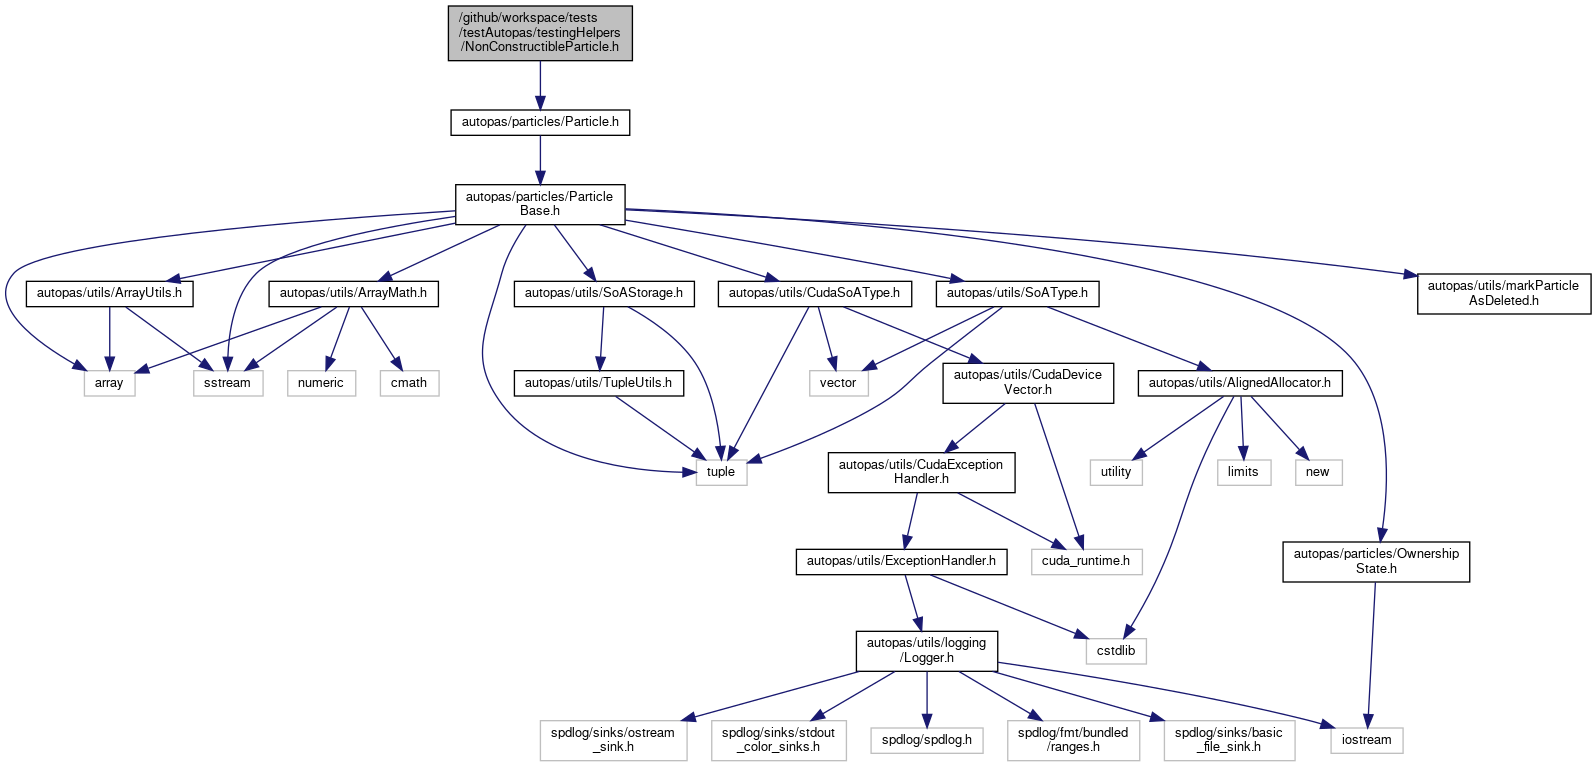 /github/workspace/tests
/testAutopas/testingHelpers
/NonConstructibleParticle.h
autopas/particles/Particle.h
autopas/particles/Particle
Base.h
autopas/utils/ArrayUtils.h
autopas/utils/ArrayMath.h
autopas/utils/SoAStorage.h
autopas/utils/CudaSoAType.h
autopas/utils/SoAType.h
autopas/utils/markParticle
AsDeleted.h
array
sstream
numeric
cmath
autopas/utils/TupleUtils.h
vector
autopas/utils/CudaDevice
Vector.h
autopas/utils/AlignedAllocator.h
tuple
autopas/utils/CudaException
Handler.h
utility
limits
new
autopas/utils/ExceptionHandler.h
cuda_runtime.h
autopas/particles/Ownership
State.h
autopas/utils/logging
/Logger.h
cstdlib
spdlog/sinks/ostream
_sink.h
spdlog/sinks/stdout
_color_sinks.h
spdlog/spdlog.h
spdlog/fmt/bundled
/ranges.h
spdlog/sinks/basic
_file_sink.h
iostream